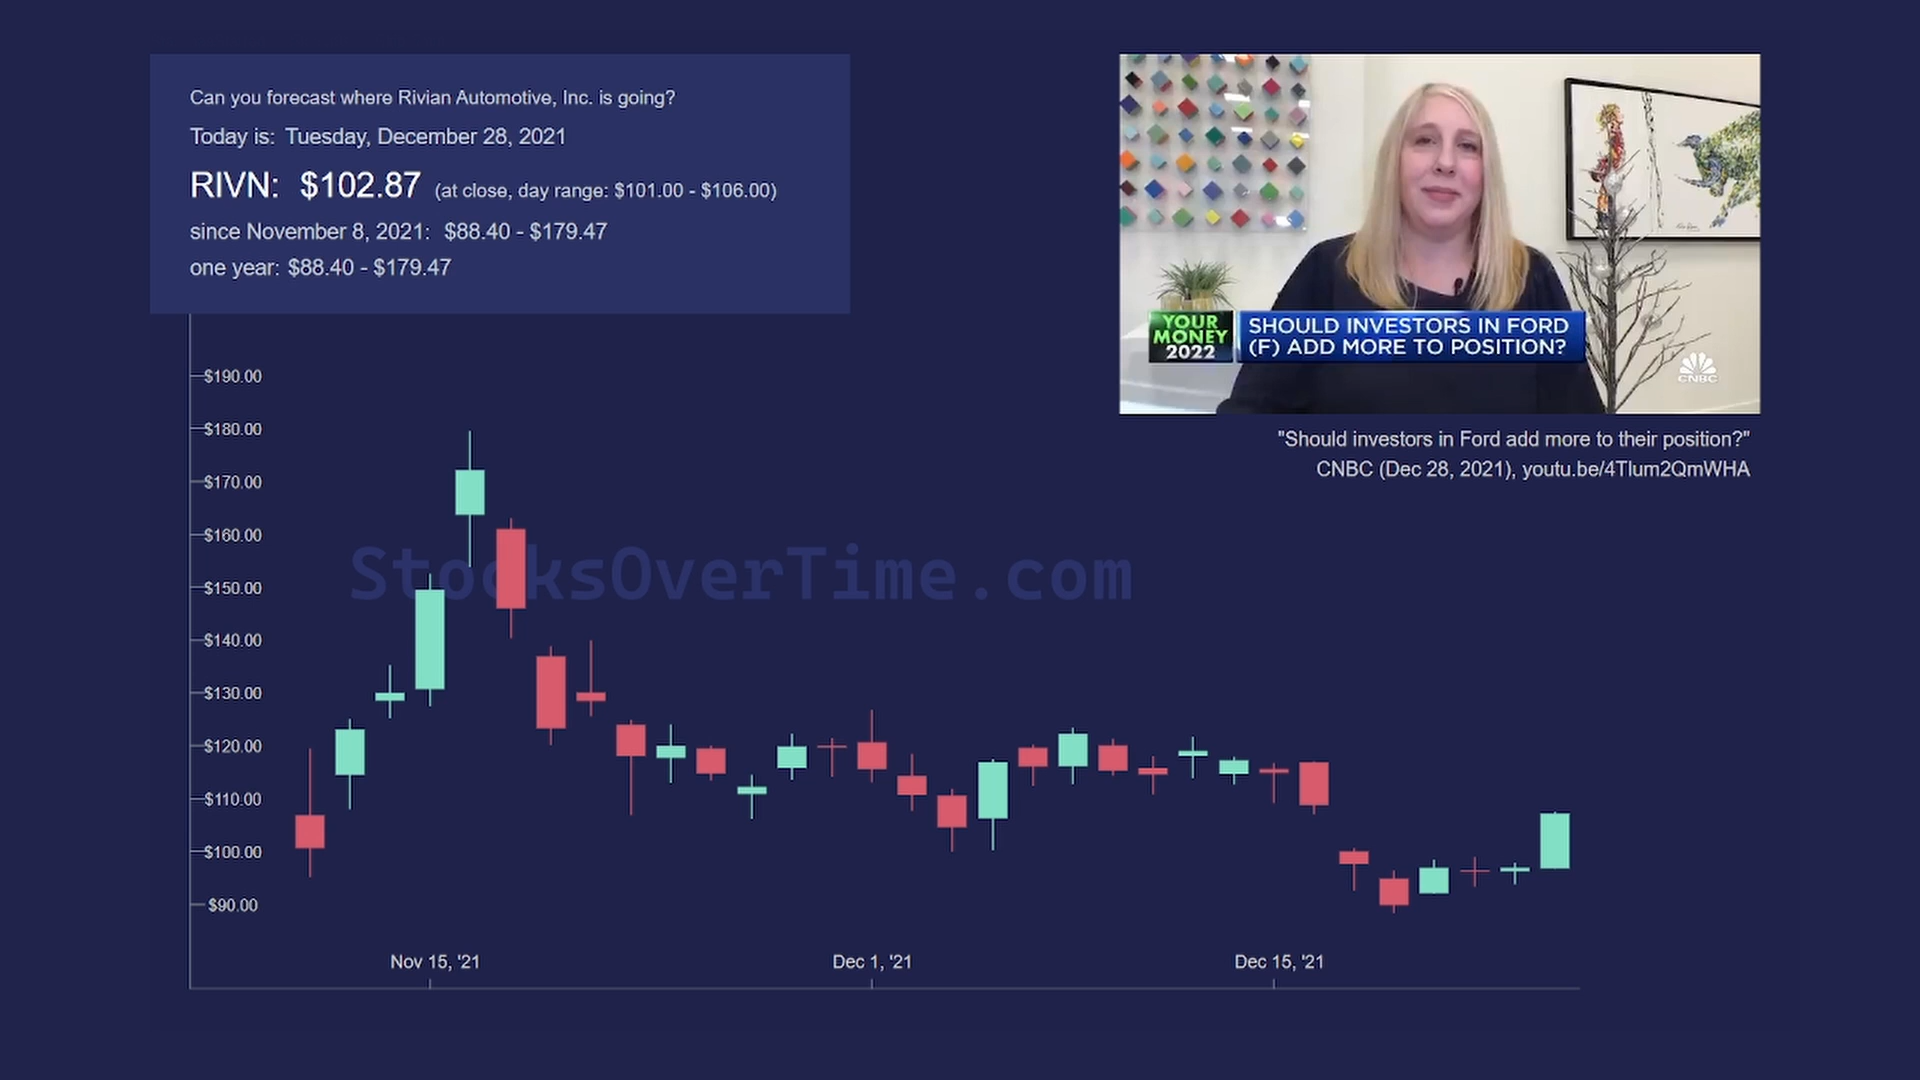 Can you forecast where Rivian Automotive, Inc. is going?
Today is: Tuesday, December 28, 2021
RIVN: $102.87 (at close, day range: $101.00 - $106.00)
since November 8, 2021: $88.40 - $179.47
one year: $88.40 - $179.47
YOUR MONEY 2022
SHOULD INVESTORS IN FORD
(F) ADD MORE TO POSITION?
CNBC
"Should investors in Ford add more to their position?"
CNBC (Dec 28, 2021), youtu.be/4Tlum2QmWHA
$190.00
$180.00
$170.00
$160.00
$150.00
$140.00
$130.00
$120.00
$110.00
$100.00
$90.00
StocksOverTime.com
Nov 15, '21
Dec 1, '21
Dec 15, '21